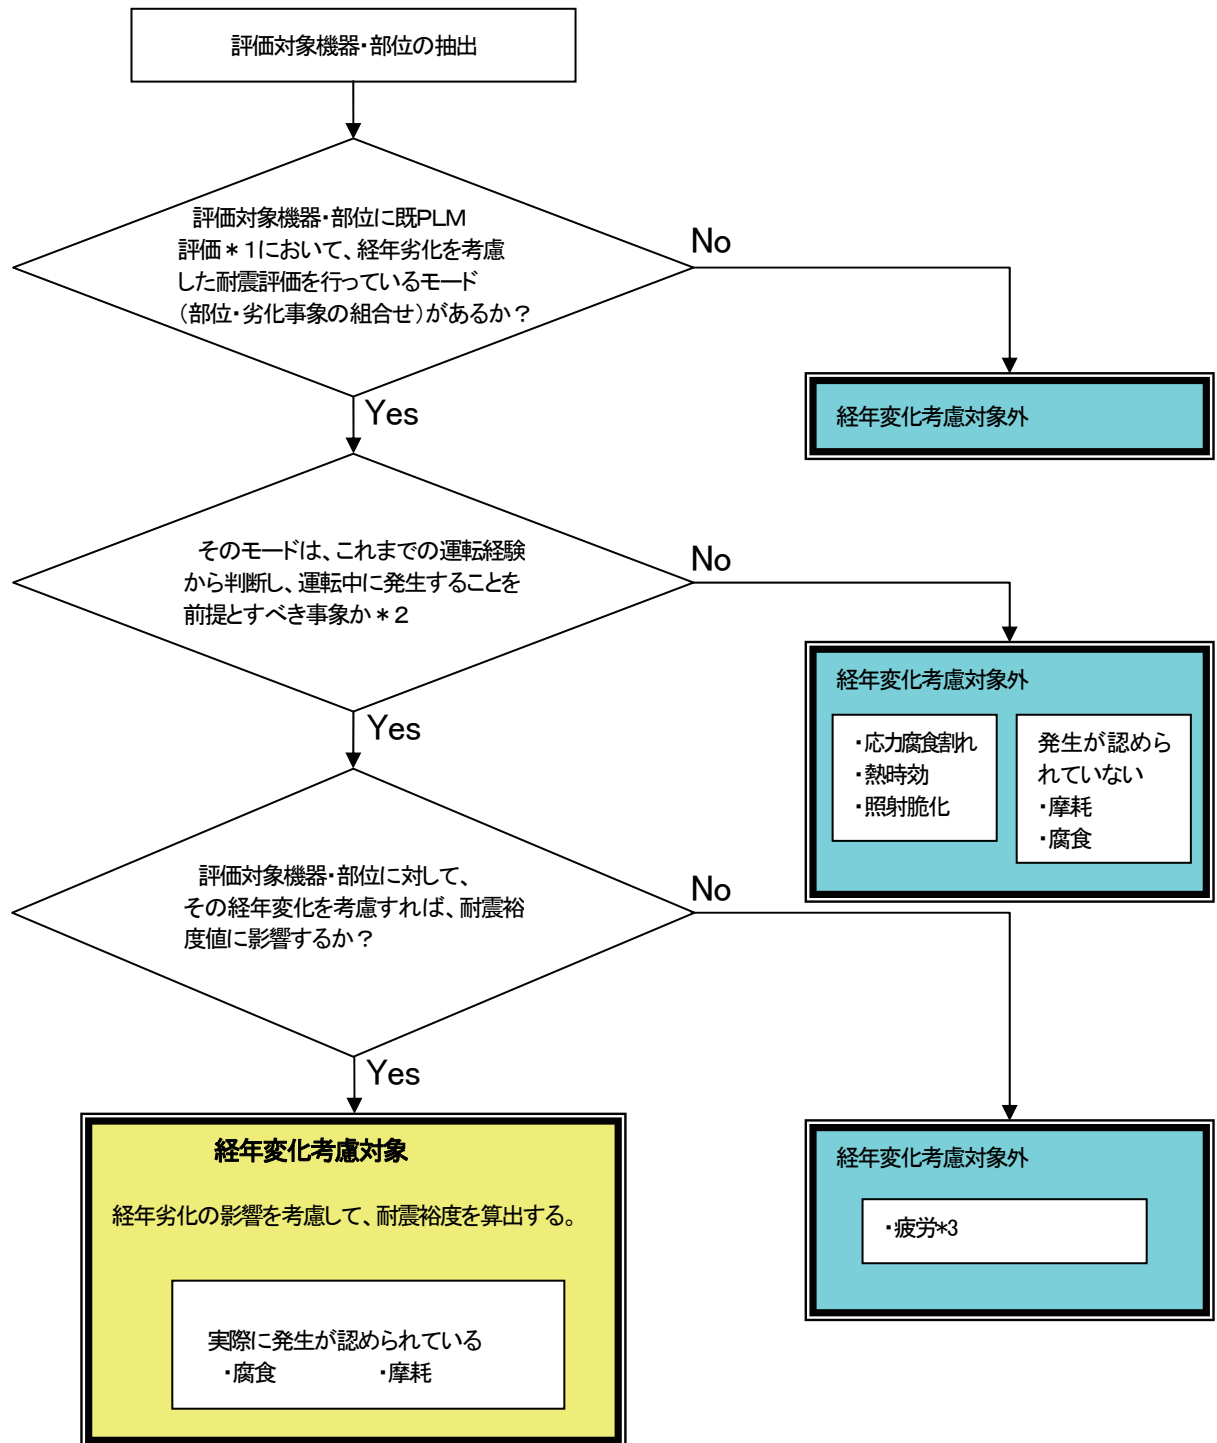 評価対象機器・部位の抽出
評価対象機器・部位に既PLM
評価＊1において、経年劣化を考慮
した耐震評価を行っているモード
（部位・劣化事象の組合せ）があるか？
No
経年変化考慮対象外
Yes
そのモードは、これまでの運転経験
から判断し、運転中に発生することを
前提とすべき事象か＊2
No
経年変化考慮対象外
・応力腐食割れ
・熱時効
・照射脆化
発生が認めら
れていない
・摩耗
・腐食
Yes
評価対象機器・部位に対して、
その経年変化を考慮すれば、耐震裕
度値に影響するか？
No
経年変化考慮対象外
・疲労*3
Yes
経年変化考慮対象
経年劣化の影響を考慮して、耐震裕度を算出する。
実際に発生が認められている
・腐食 ・摩耗